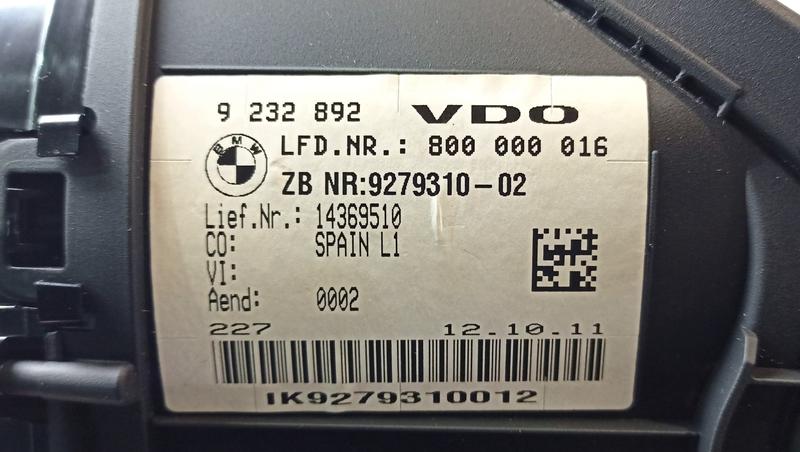 9 232 892 VDO
BMW
LFD.NR.: 800 000 016
ZB NR:9279310-02
Lief.Nr.: 14369510
CO: SPAIN L1
VI:
Aend: 0002
227 12.10.11
IK9279310012